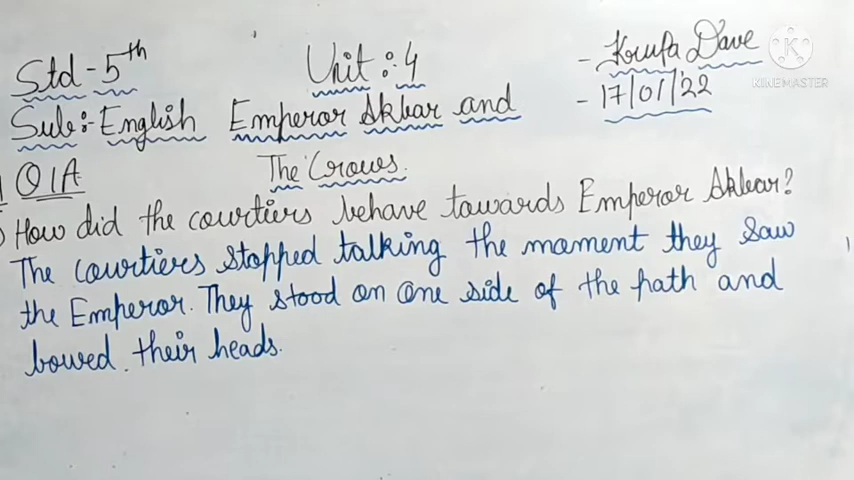 Std - 5th Unit : 4 - Krufa Dave
Sub :- English Emperor Akbar and - 17/01/22
Q1A The Crows.
How did the courtiers behave towards Emperor Akbar?
The courtiers stopped talking the moment they saw
the Emperor. They stood on one side of the path and
bowed their heads.
KINEMASTER